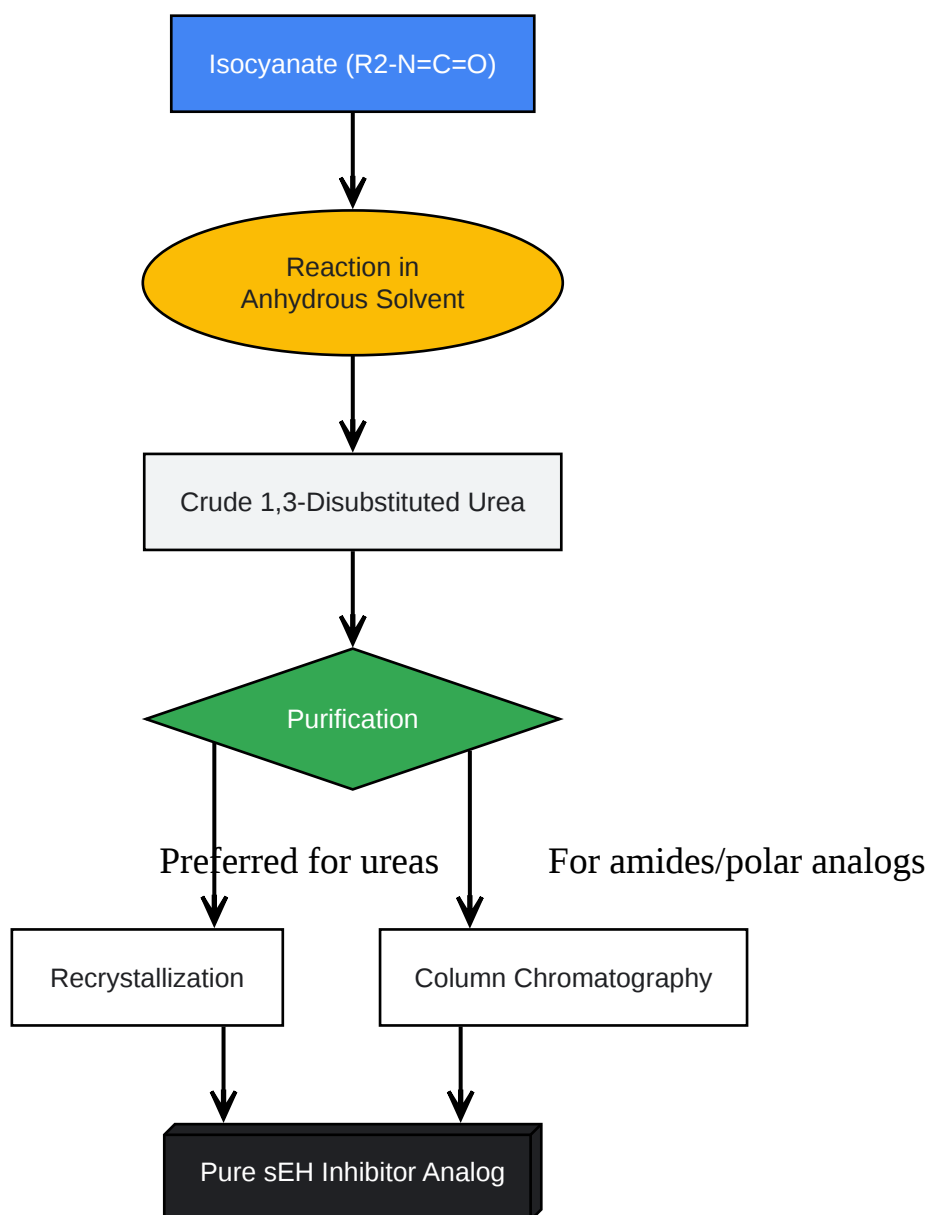 Isocyanate (R2-N=C=O)
Reaction in
Anhydrous Solvent
Crude 1,3-Disubstituted Urea
Purification
Preferred for ureas
For amides/polar analogs
Recrystallization
Column Chromatography
Pure sEH Inhibitor Analog